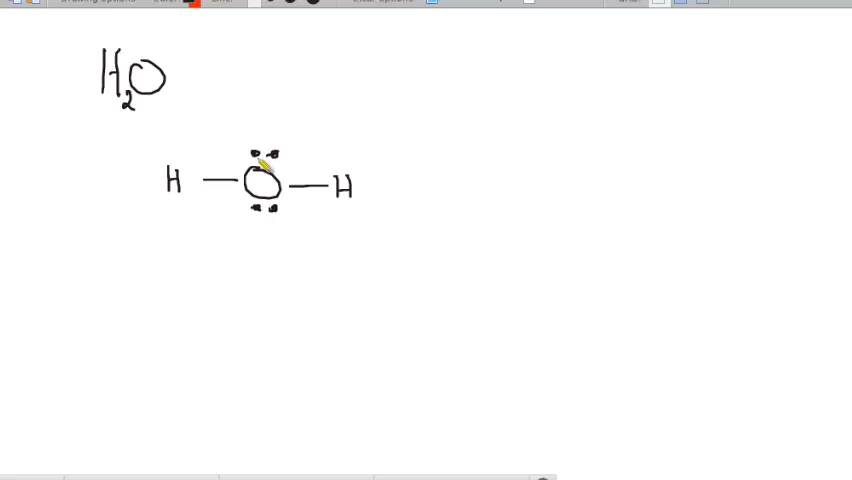 H₂O
H — O — H